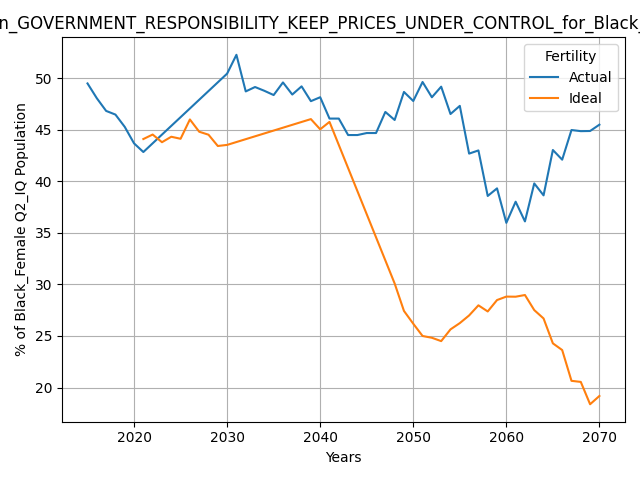 n_GOVERNMENT_RESPONSIBILITY_KEEP_PRICES_UNDER_CONTROL_for_Black_
Fertility
Actual
Ideal
% of Black_Female Q2_IQ Population
50
45
40
35
30
25
20
2020 2030 2040 2050 2060 2070
Years